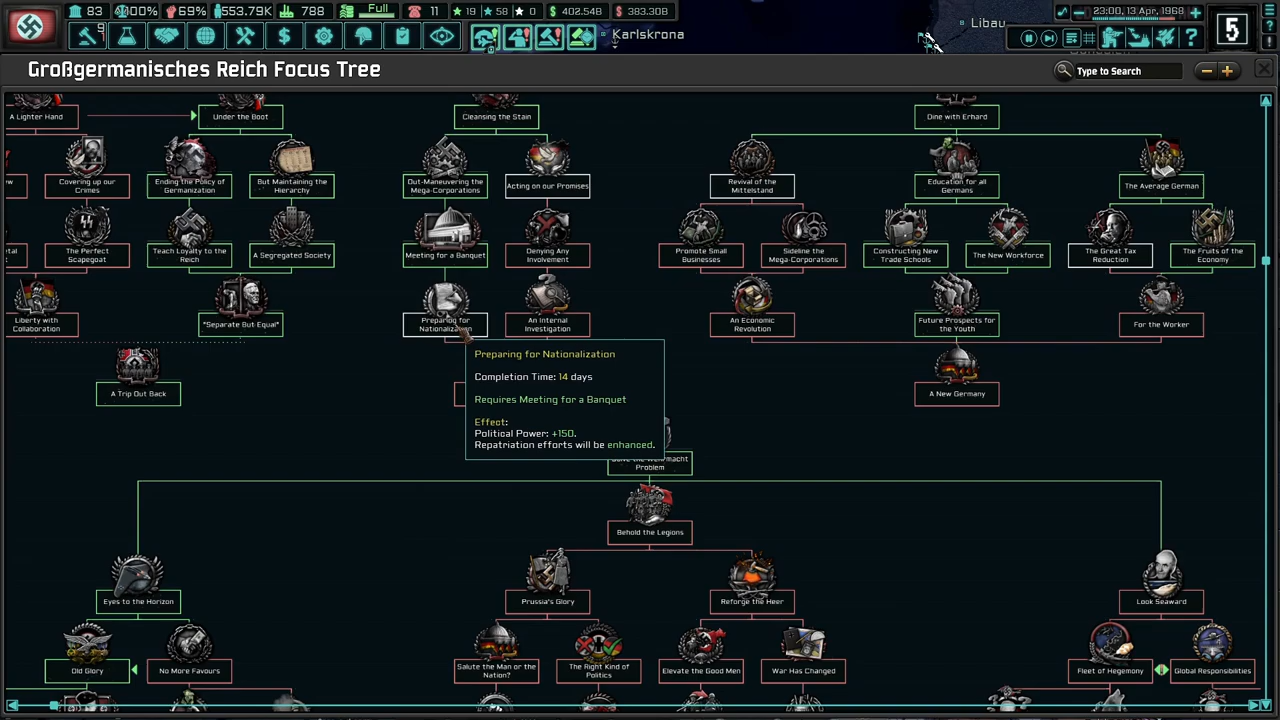 83 100% 69% 553.79K 788 Full 11 19 58 0 $ 402.54B $ 383.30B
23:00, 13 Apr, 1968
5
9
Libau
Karlskrona
Großgermanisches Reich Focus Tree
Type to Search
A Lighter Hand
Under the Boot
Cleansing the Stain
Dine with Erhard
Covering up our Crimes
Ending the Policy of Germanization
But Maintaining the Hierarchy
Out-Maneuvering the Mega-Corporations
Acting on our Promises
Revival of the Mittelstand
Education for all Germans
The Average German
The Perfect Scapegoat
Teach Loyalty to the Reich
A Segregated Society
Meeting for a Banquet
Denying Any Involvement
Promote Small Businesses
Sideline the Mega-Corporations
Constructing New Trade Schools
The New Workforce
The Great Tax Reduction
The Fruits of the Economy
Liberty with Collaboration
"Separate But Equal"
Preparing for Nationalization
An Internal Investigation
An Economic Revolution
Future Prospects for the Youth
For the Worker
Preparing for Nationalization
Completion Time: 14 days
Requires Meeting for a Banquet
Effect:
Political Power: +150.
Repatriation efforts will be enhanced.
A Trip Out Back
A New Germany
Problem
Behold the Legions
Eyes to the Horizon
Prussia's Glory
Reforge the Heer
Look Seaward
Old Glory
No More Favours
Salute the Man or the Nation?
The Right Kind of Politics
Elevate the Good Men
War Has Changed
Fleet of Hegemony
Global Responsibilities